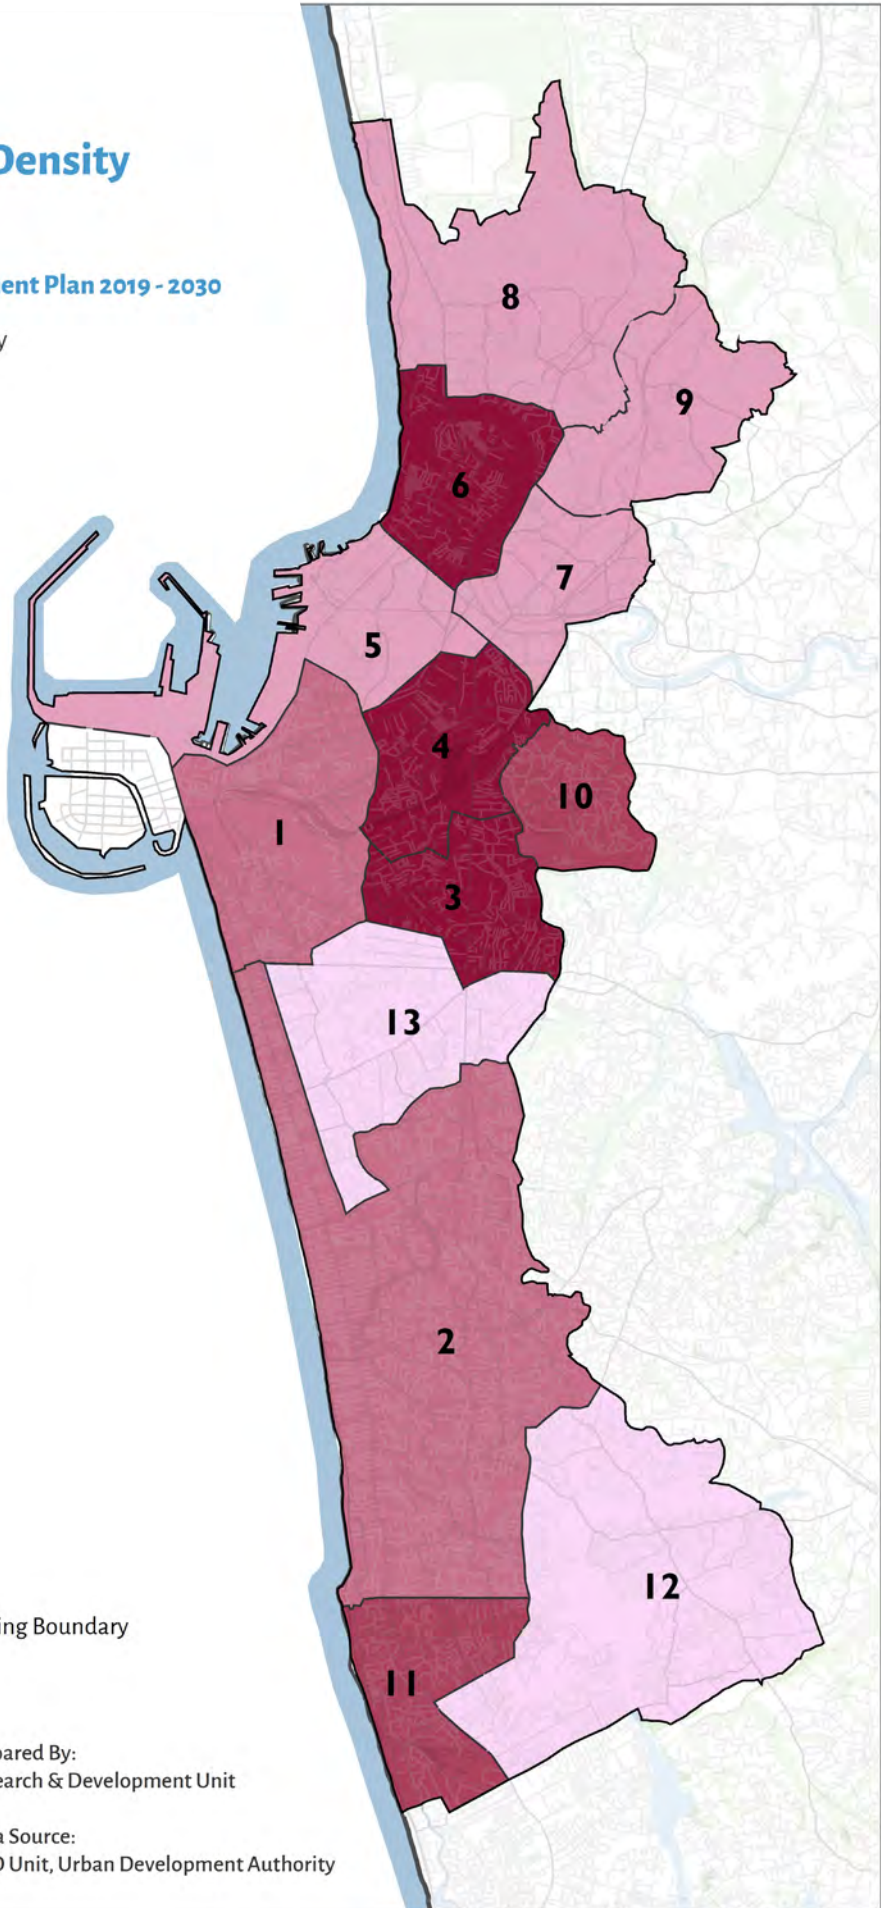 Density
ent Plan 2019 - 2030
y
8
9
6
7
5
4
10
1
3
13
2
12
11
ing Boundary
ared By:
earch & Development Unit
a Source:
D Unit, Urban Development Authority